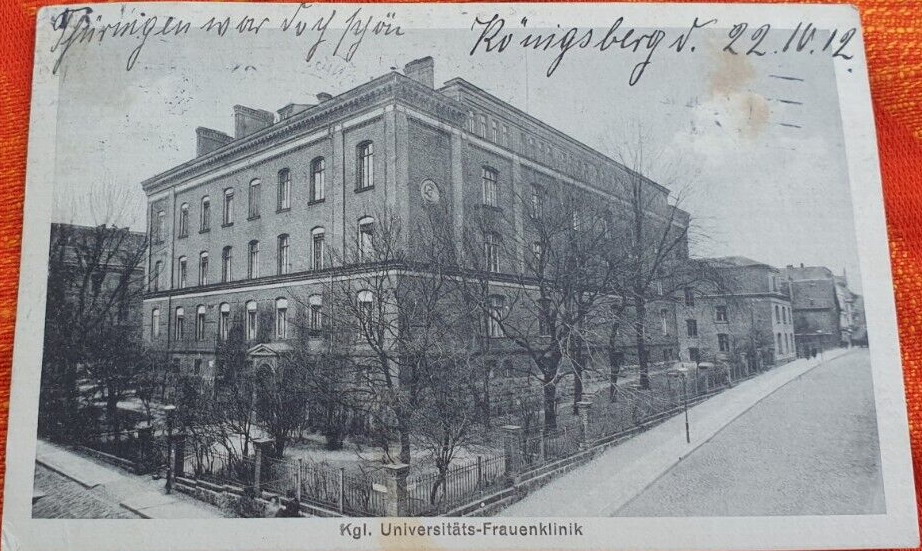 Thüringen war doch schön
Königsberg d. 22.10.12.
Kgl. Universitäts-Frauenklinik